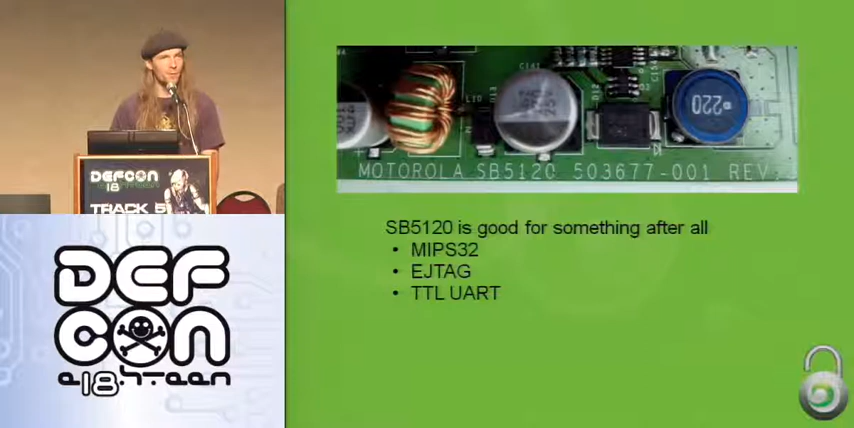 DEFCON
18
TRACK 5
DEF
CON
e18hteen
220
MOTOROLA SB5120 503677-001 REV
SB5120 is good for something after all
• MIPS32
• EJTAG
• TTL UART